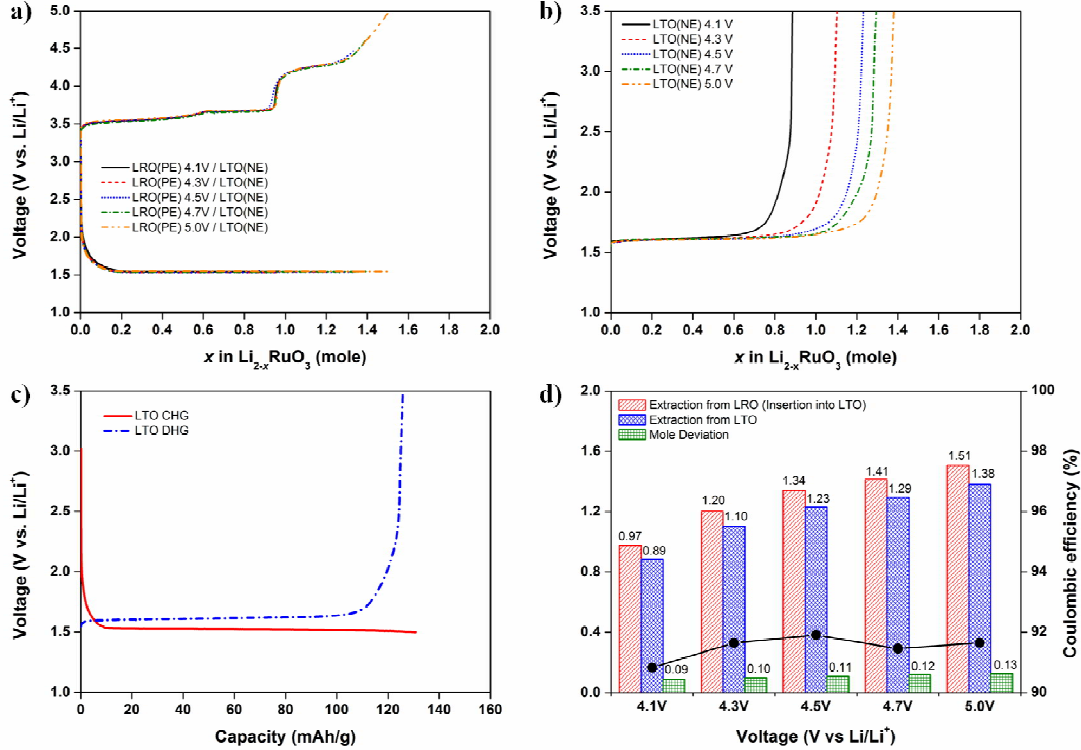 a)
5.0
4.5
4.0
3.5
3.0
2.5
2.0
1.5
1.0
Voltage (V vs. Li/Li⁺)
LRO(PE) 4.1V / LTO(NE)
LRO(PE) 4.3V / LTO(NE)
LRO(PE) 4.5V / LTO(NE)
LRO(PE) 4.7V / LTO(NE)
LRO(PE) 5.0V / LTO(NE)
0.0 0.2 0.4 0.6 0.8 1.0 1.2 1.4 1.6 1.8 2.0
x in Li₂₋ₓRuO₃ (mole)
b)
3.5
3.0
2.5
2.0
1.5
1.0
Voltage (V vs. Li/Li⁺)
LTO(NE) 4.1 V
LTO(NE) 4.3 V
LTO(NE) 4.5 V
LTO(NE) 4.7 V
LTO(NE) 5.0 V
0.0 0.2 0.4 0.6 0.8 1.0 1.2 1.4 1.6 1.8 2.0
x in Li₂₋ₓRuO₃ (mole)
c)
3.5
3.0
2.5
2.0
1.5
1.0
Voltage (V vs. Li/Li⁺)
LTO CHG
LTO DHG
0 20 40 60 80 100 120 140 160
Capacity (mAh/g)
d)
2.0
1.6
1.2
0.8
0.4
0.0
Extraction from LRO (Insertion into LTO)
Extraction from LTO
Mole Deviation
0.97 0.89 0.09
1.20 1.10 0.10
1.34 1.23 0.11
1.41 1.29 0.12
1.51 1.38 0.13
100
98
96
94
92
90
Coulombic efficiency (%)
4.1V 4.3V 4.5V 4.7V 5.0V
Voltage (V vs Li/Li⁺)